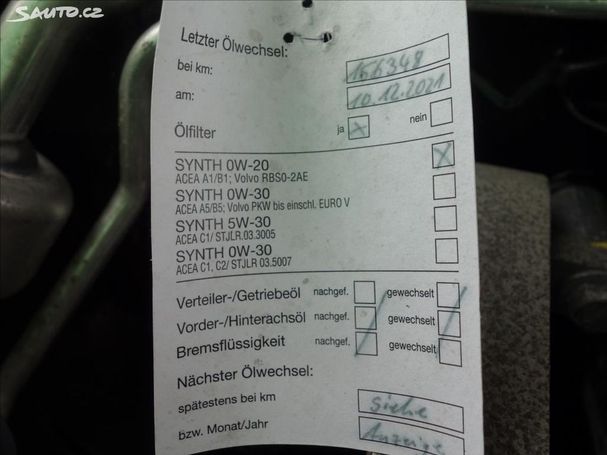 SAUTO.CZ
Letzter Ölwechsel:
bei km: 156348
am: 10.12.2021
Ölfilter ja nein
SYNTH 0W-20
ACEA A1/B1; Volvo RBS0-2AE
SYNTH 0W-30
ACEA A5/B5; Volvo PKW bis einschl. EURO V
SYNTH 5W-30
ACEA C1/ STJLR.03.3005
SYNTH 0W-30
ACEA C1, C2/ STJLR 03.5007
Verteiler-/Getriebeöl nachgef. gewechselt
Vorder-/Hinterachsöl nachgef. gewechselt
Bremsflüssigkeit nachgef. gewechselt
Nächster Ölwechsel:
spätestens bei km siehe
bzw. Monat/Jahr Anzeige